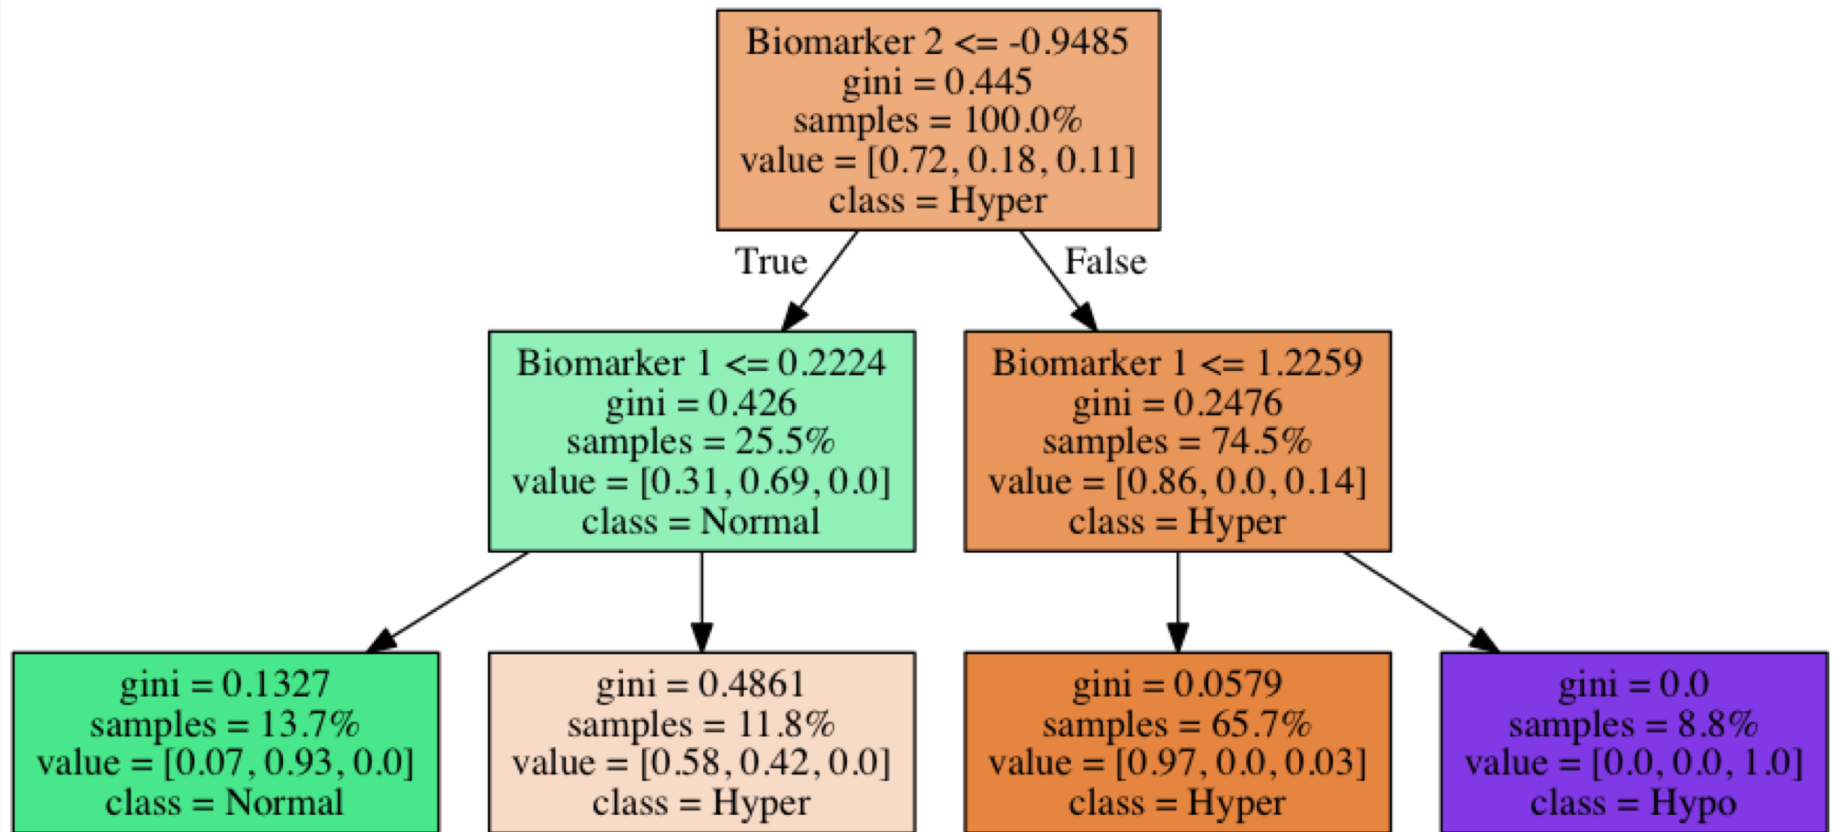 Biomarker 2 <= -0.9485
gini = 0.445
samples = 100.0%
value = [0.72, 0.18, 0.11]
class = Hyper
True
False
Biomarker 1 <= 0.2224
gini = 0.426
samples = 25.5%
value = [0.31, 0.69, 0.0]
class = Normal
Biomarker 1 <= 1.2259
gini = 0.2476
samples = 74.5%
value = [0.86, 0.0, 0.14]
class = Hyper
gini = 0.1327
samples = 13.7%
value = [0.07, 0.93, 0.0]
class = Normal
gini = 0.4861
samples = 11.8%
value = [0.58, 0.42, 0.0]
class = Hyper
gini = 0.0579
samples = 65.7%
value = [0.97, 0.0, 0.03]
class = Hyper
gini = 0.0
samples = 8.8%
value = [0.0, 0.0, 1.0]
class = Hypo